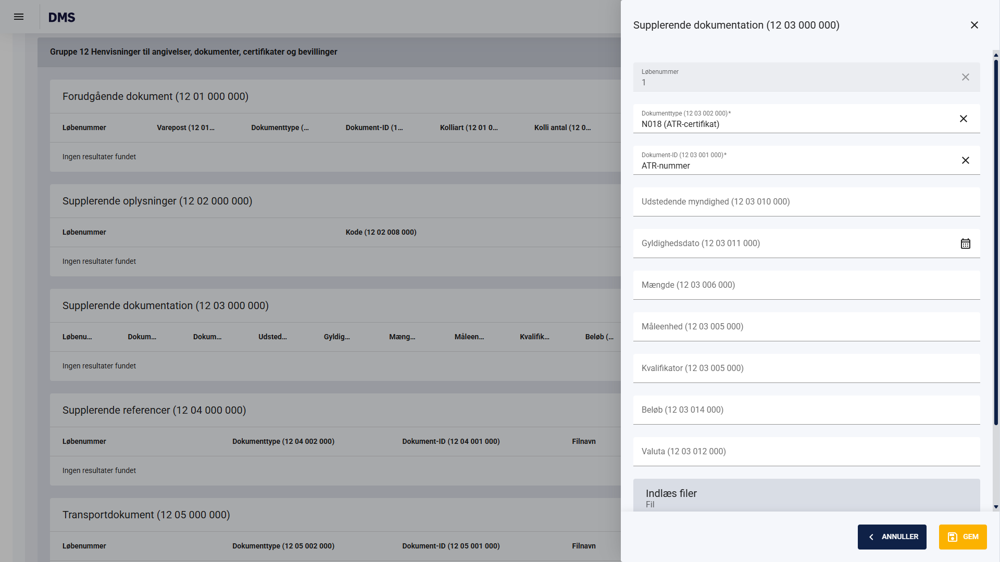 DMS
Gruppe 12 Henvisninger til angivelser, dokumenter, certifikater og bevillinger
Forudgående dokument (12 01 000 000)
Løbenummer Varepost (12 01... Dokumenttype (... Dokument-ID (1... Kolliart (12 01 0... Kolli antal (12 0...
Ingen resultater fundet
Supplerende oplysninger (12 02 000 000)
Løbenummer Kode (12 02 008 000)
Ingen resultater fundet
Supplerende dokumentation (12 03 000 000)
Løbenu... Dokum... Dokum... Udsted... Gyldig... Mæng... Måleen... Kvalifik... Beløb (...
Ingen resultater fundet
Supplerende referencer (12 04 000 000)
Løbenummer Dokumenttype (12 04 002 000) Dokument-ID (12 04 001 000) Filnavn
Ingen resultater fundet
Transportdokument (12 05 000 000)
Løbenummer Dokumenttype (12 05 002 000) Dokument-ID (12 05 001 000) Filnavn
Supplerende dokumentation (12 03 000 000)
Løbenummer
1
Dokumenttype (12 03 002 000)*
N018 (ATR-certifikat)
Dokument-ID (12 03 001 000)*
ATR-nummer
Udstedende myndighed (12 03 010 000)
Gyldighedsdato (12 03 011 000)
Mængde (12 03 006 000)
Måleenhed (12 03 005 000)
Kvalifikator (12 03 005 000)
Beløb (12 03 014 000)
Valuta (12 03 012 000)
Indlæs filer
Fil
ANNULLER
GEM